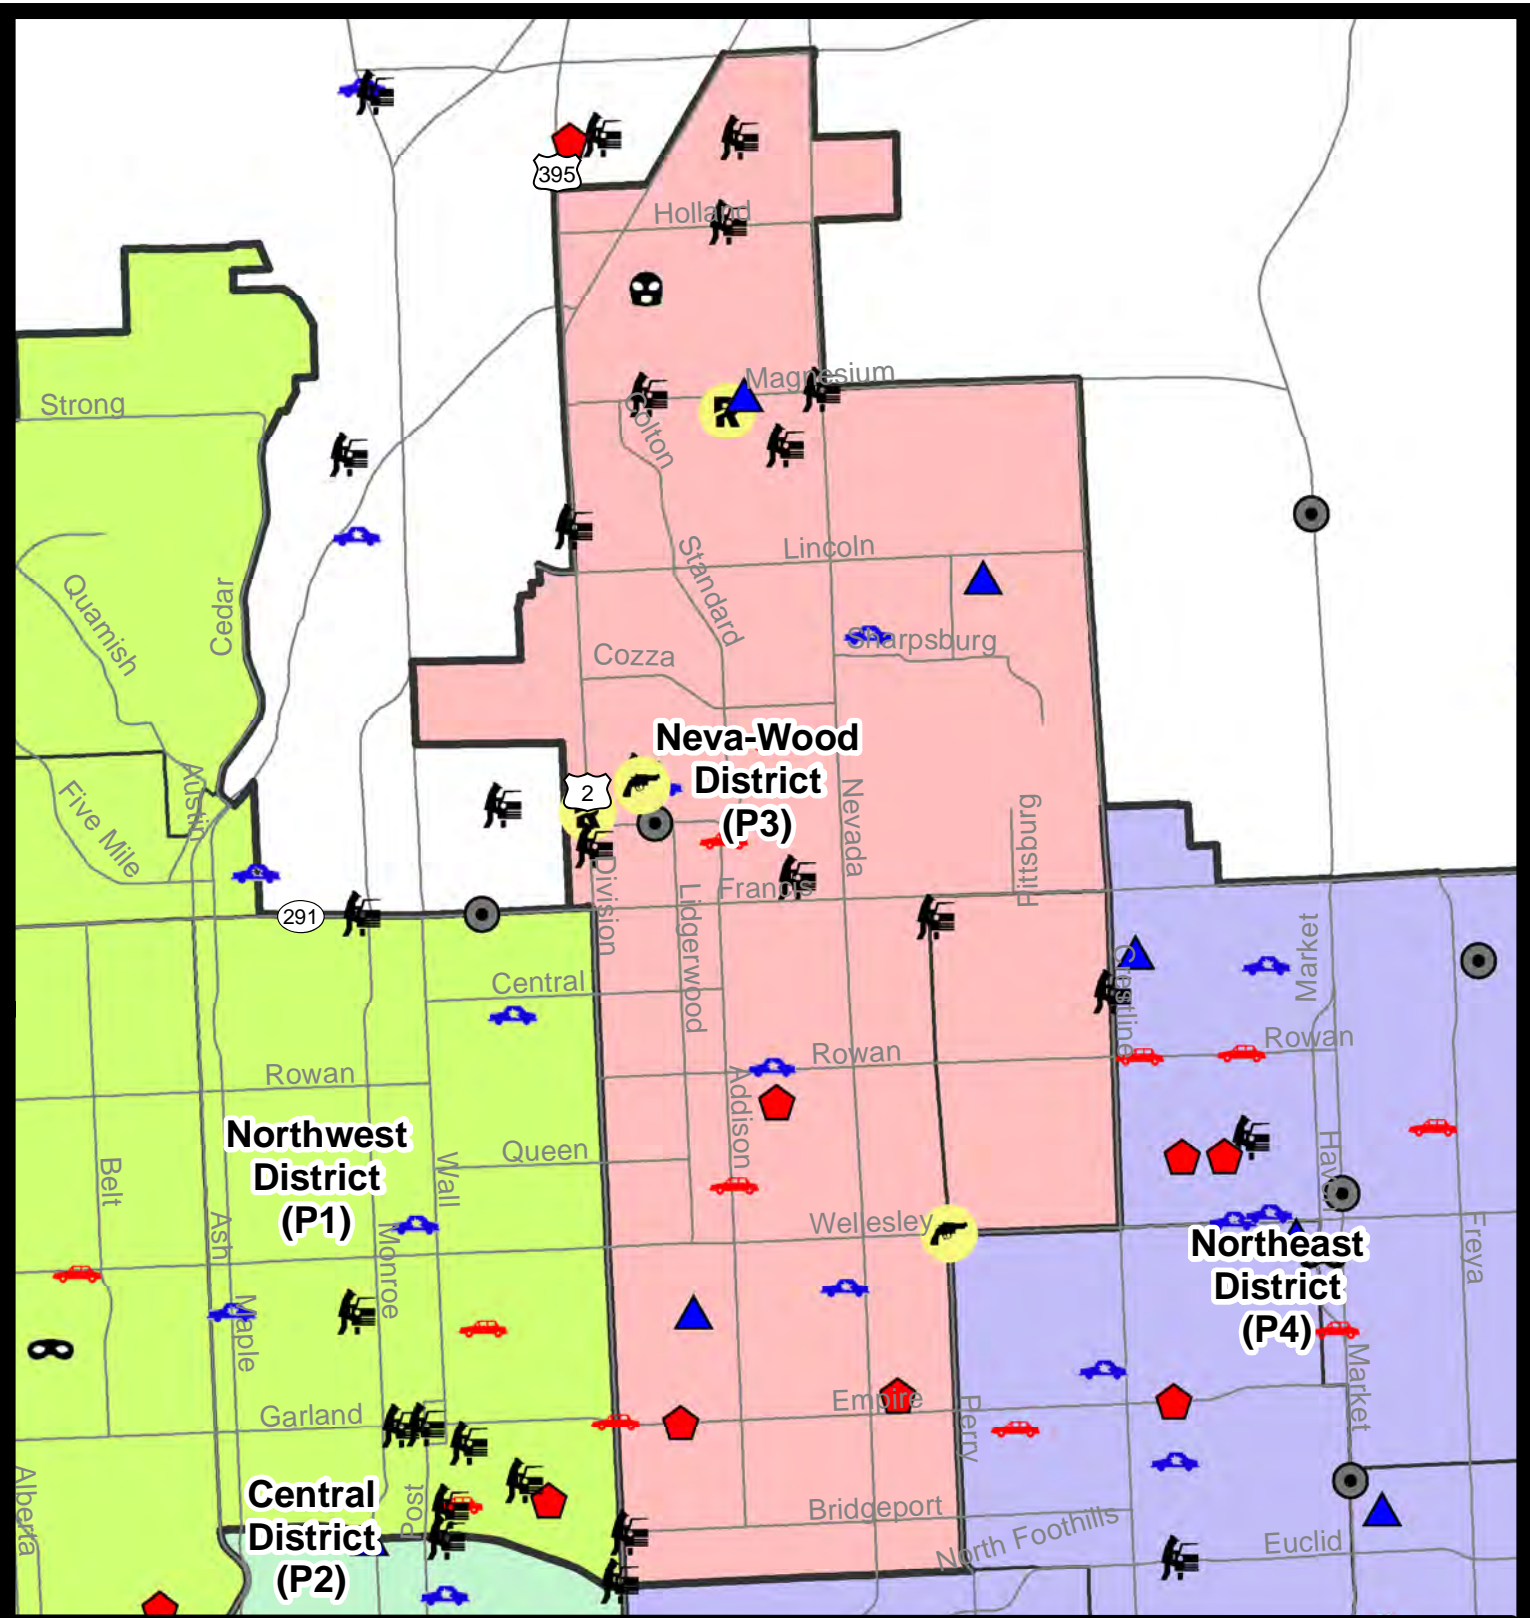 395
Holland
Magnesium
Strong
Colton
R
Lincoln
Standard
Quamish
Cedar
Sharpsburg
Cozza
Neva-Wood
District
(P3)
2
Nevada
Pittsburg
Five Mile
Austin
Division
Francis
Lidgerwood
291
Market
Crestline
Central
Rowan
Rowan
Rowan
Addison
Northwest
District
(P1)
Queen
Belt
Wall
Haven
Ash
Monroe
Wellesley
Freya
Northeast
District
(P4)
Maple
Market
Empire
Perry
Garland
Alberta
Post
Central
District
(P2)
Bridgeport
North Foothills
Euclid